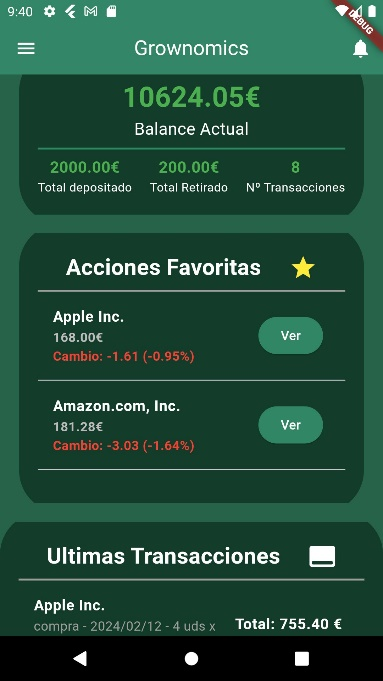 9:40
DEBUG
Grownomics
10624.05€
Balance Actual
2000.00€ 200.00€ 8
Total depositado Total Retirado Nº Transacciones
Acciones Favoritas
Apple Inc.
168.00€
Cambio: -1.61 (-0.95%)
Ver
Amazon.com, Inc.
181.28€
Cambio: -3.03 (-1.64%)
Ver
Ultimas Transacciones
Apple Inc.
compra - 2024/02/12 - 4 uds x
Total: 755.40 €